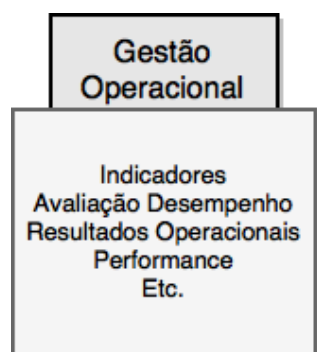 Gestão
Operacional
Indicadores
Avaliação Desempenho
Resultados Operacionais
Performance
Etc.